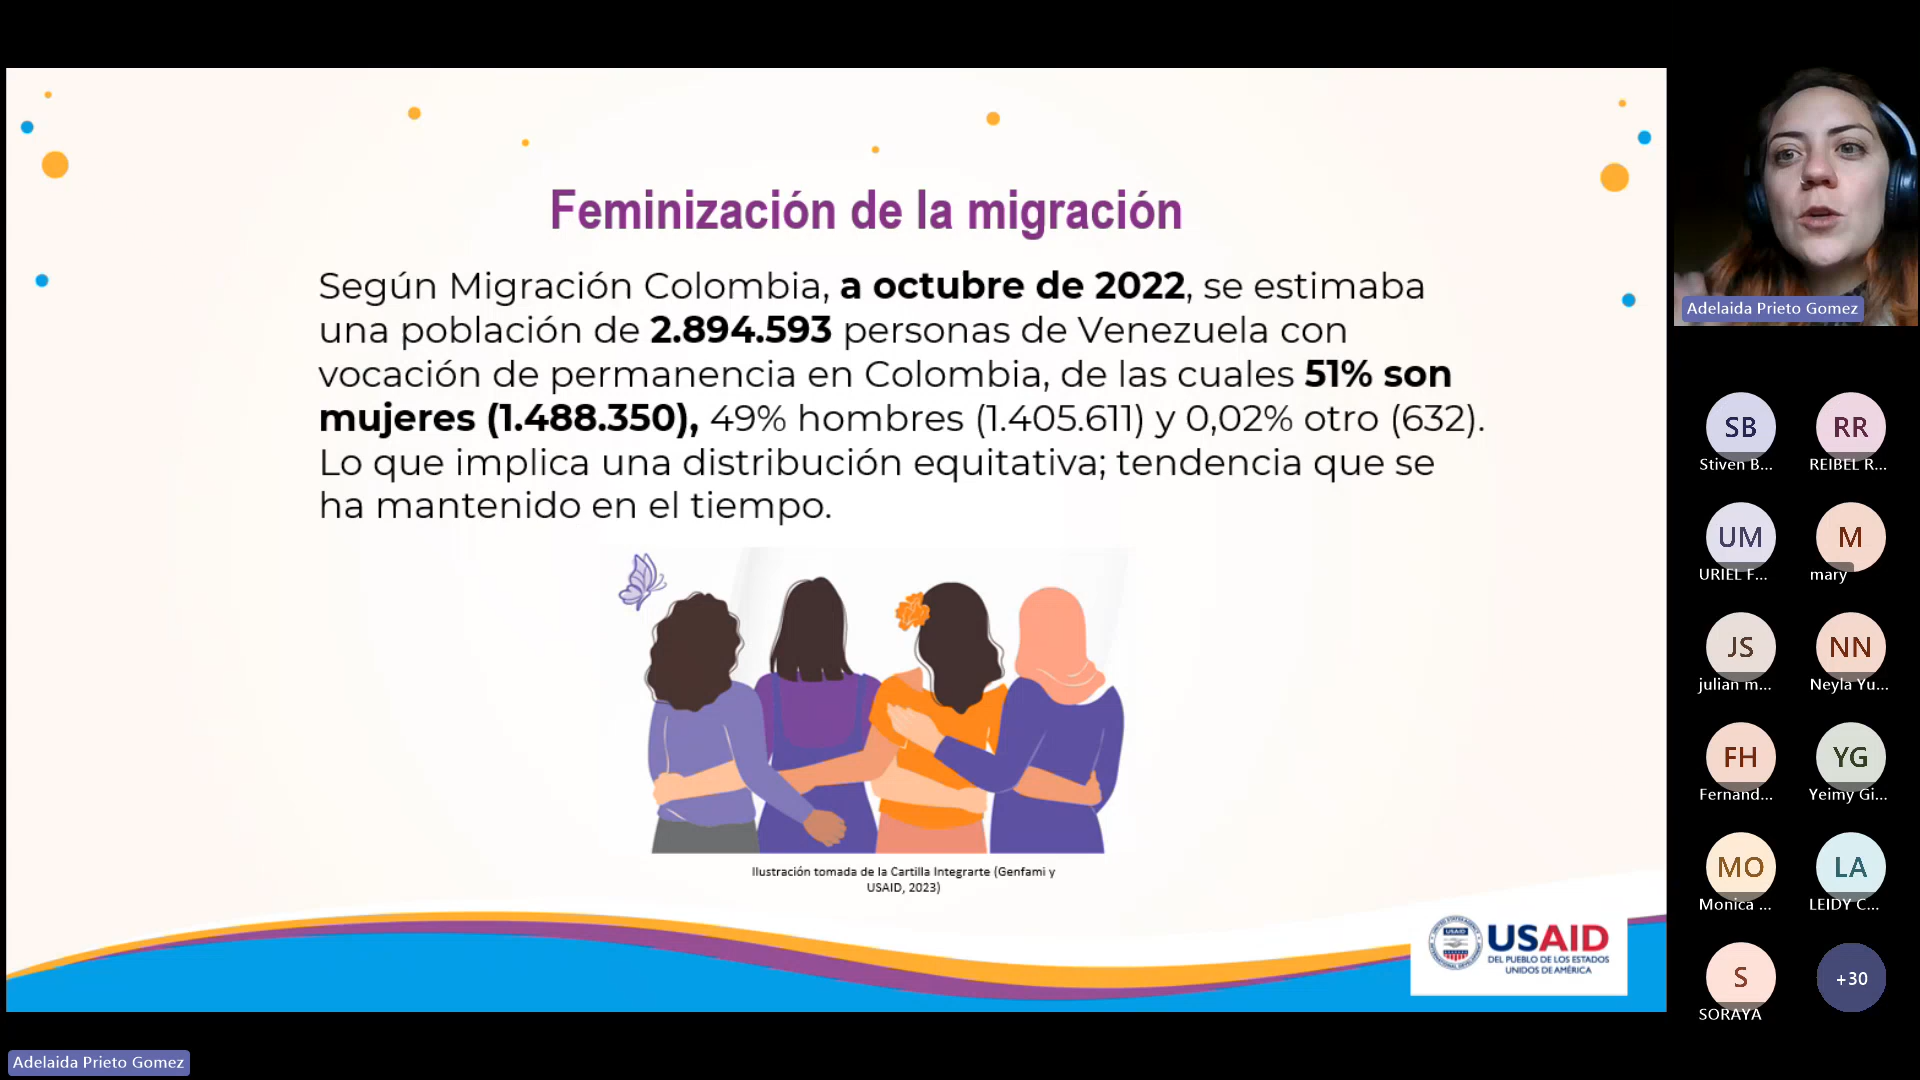 Feminización de la migración
Según Migración Colombia, a octubre de 2022, se estimaba
una población de 2.894.593 personas de Venezuela con
vocación de permanencia en Colombia, de las cuales 51% son
mujeres (1.488.350), 49% hombres (1.405.611) y 0,02% otro (632).
Lo que implica una distribución equitativa; tendencia que se
ha mantenido en el tiempo.
Ilustración tomada de la Cartilla Integrarte (Genfami y
USAID, 2023)
USAID
USAID
DEL PUEBLO DE LOS ESTADOS
UNIDOS DE AMÉRICA
Adelaida Prieto Gomez
SB
Stiven B...
RR
REIBEL R...
UM
URIEL F...
M
mary
JS
julian m...
NN
Neyla Yu...
FH
Fernand...
YG
Yeimy Gi...
MO
Monica ...
LA
LEIDY C...
S
SORAYA
+30
Adelaida Prieto Gomez